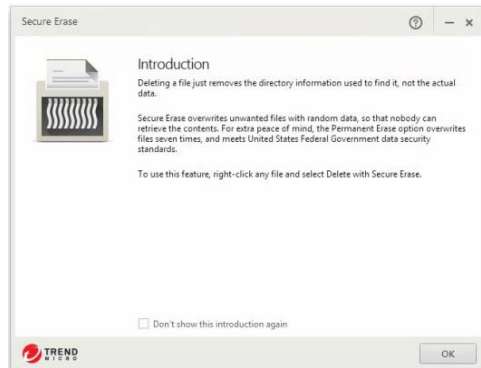 Secure Erase
Introduction
Deleting a file just removes the directory information used to find it, not the actual
data.
Secure Erase overwrites unwanted files with random data, so that nobody can
retrieve the contents. For extra peace of mind, the Permanent Erase option overwrites
files seven times, and meets United States Federal Government data security
standards.
To use this feature, right-click any file and select Delete with Secure Erase.
Don't show this introduction again
TREND
MICRO
OK